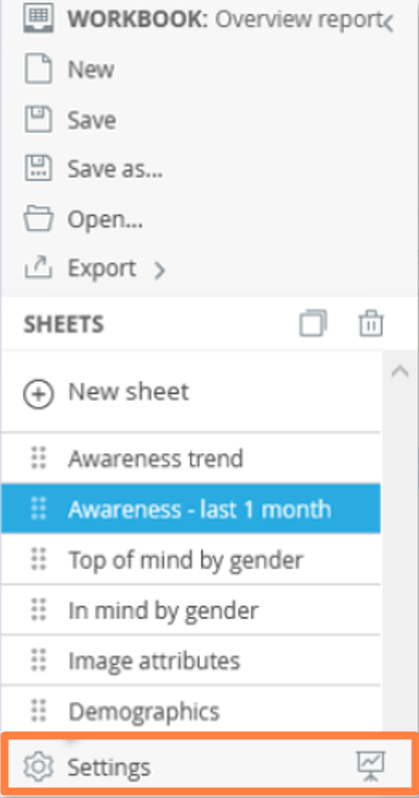 WORKBOOK: Overview report
New
Save
Save as...
Open...
Export
SHEETS
New sheet
Awareness trend
Awareness - last 1 month
Top of mind by gender
In mind by gender
Image attributes
Demographics
Settings